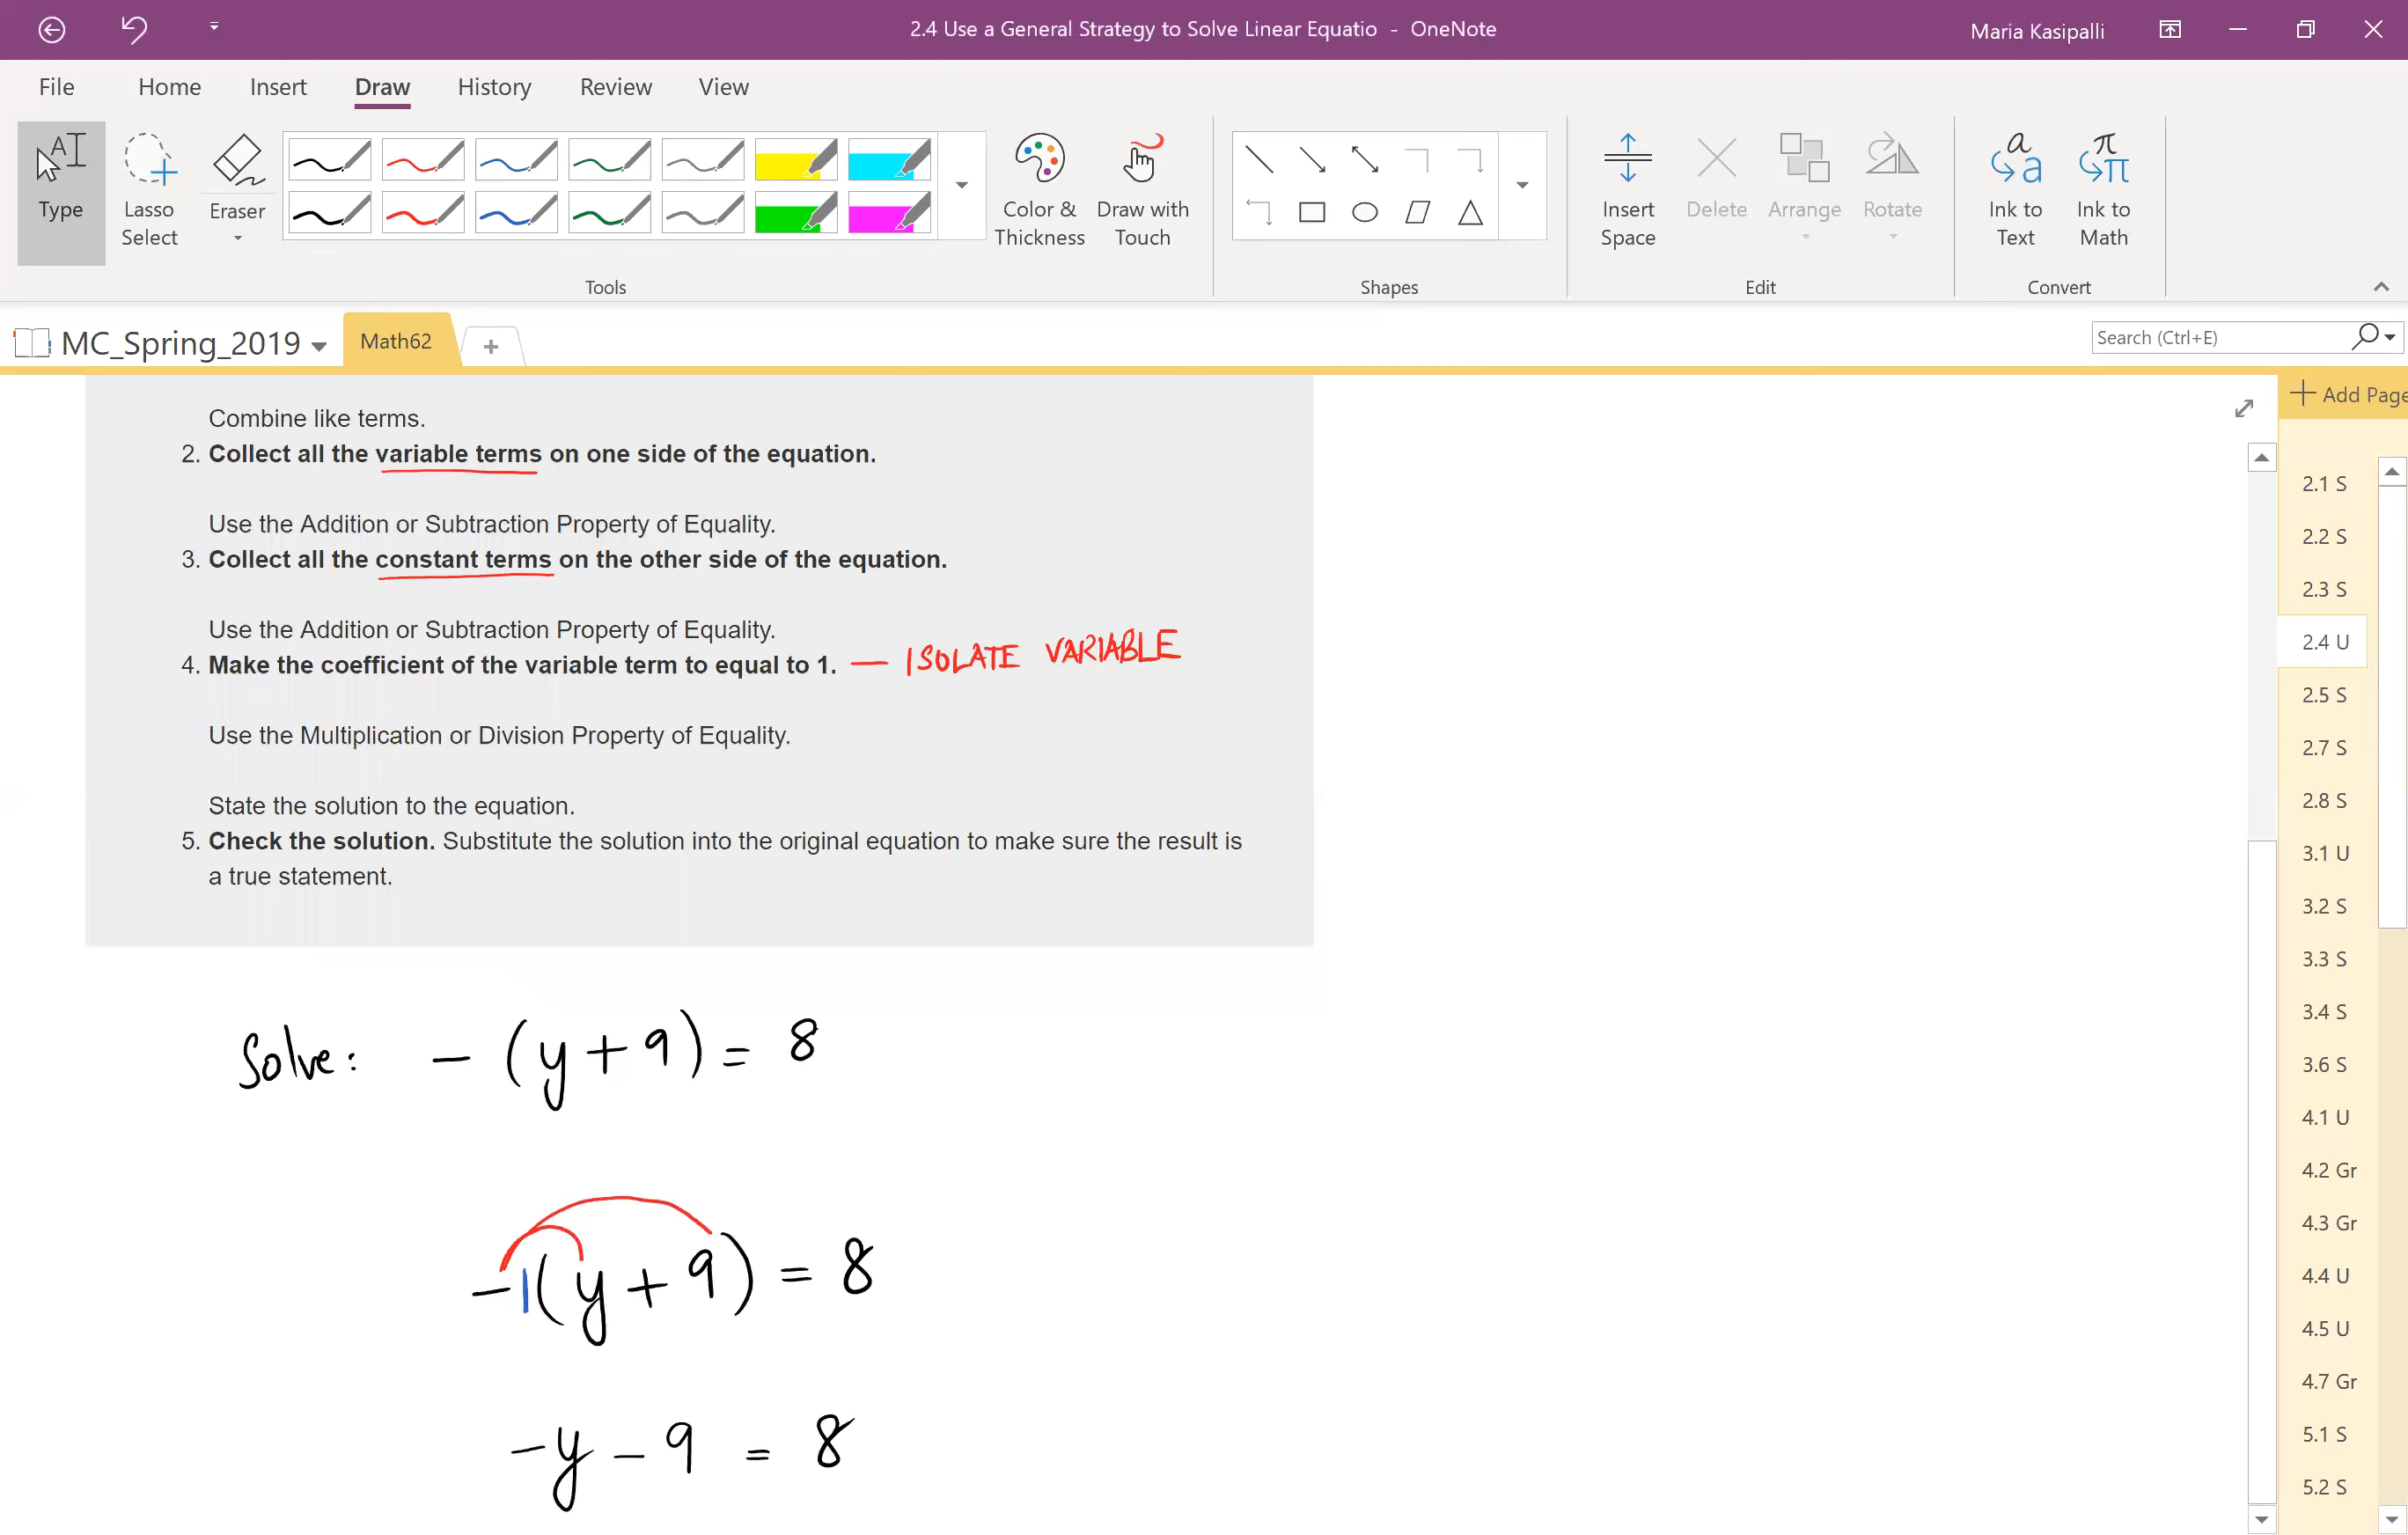 2.4 Use a General Strategy to Solve Linear Equatio - OneNote
Maria Kasipalli
File Home Insert Draw History Review View
Type
Lasso Select
Eraser
Color & Thickness
Draw with Touch
Insert Space
Delete
Arrange
Rotate
Ink to Text
Ink to Math
Tools
Shapes
Edit
Convert
MC_Spring_2019
Math62
Search (Ctrl+E)
Add Page
Combine like terms.
2. Collect all the variable terms on one side of the equation.
Use the Addition or Subtraction Property of Equality.
3. Collect all the constant terms on the other side of the equation.
Use the Addition or Subtraction Property of Equality.
4. Make the coefficient of the variable term to equal to 1. — ISOLATE VARIABLE
Use the Multiplication or Division Property of Equality.
State the solution to the equation.
5. Check the solution. Substitute the solution into the original equation to make sure the result is
a true statement.
Solve: - (y + 9) = 8
-1(y + 9) = 8
-y - 9 = 8
2.1 S
2.2 S
2.3 S
2.4 U
2.5 S
2.7 S
2.8 S
3.1 U
3.2 S
3.3 S
3.4 S
3.6 S
4.1 U
4.2 Gr
4.3 Gr
4.4 U
4.5 U
4.7 Gr
5.1 S
5.2 S